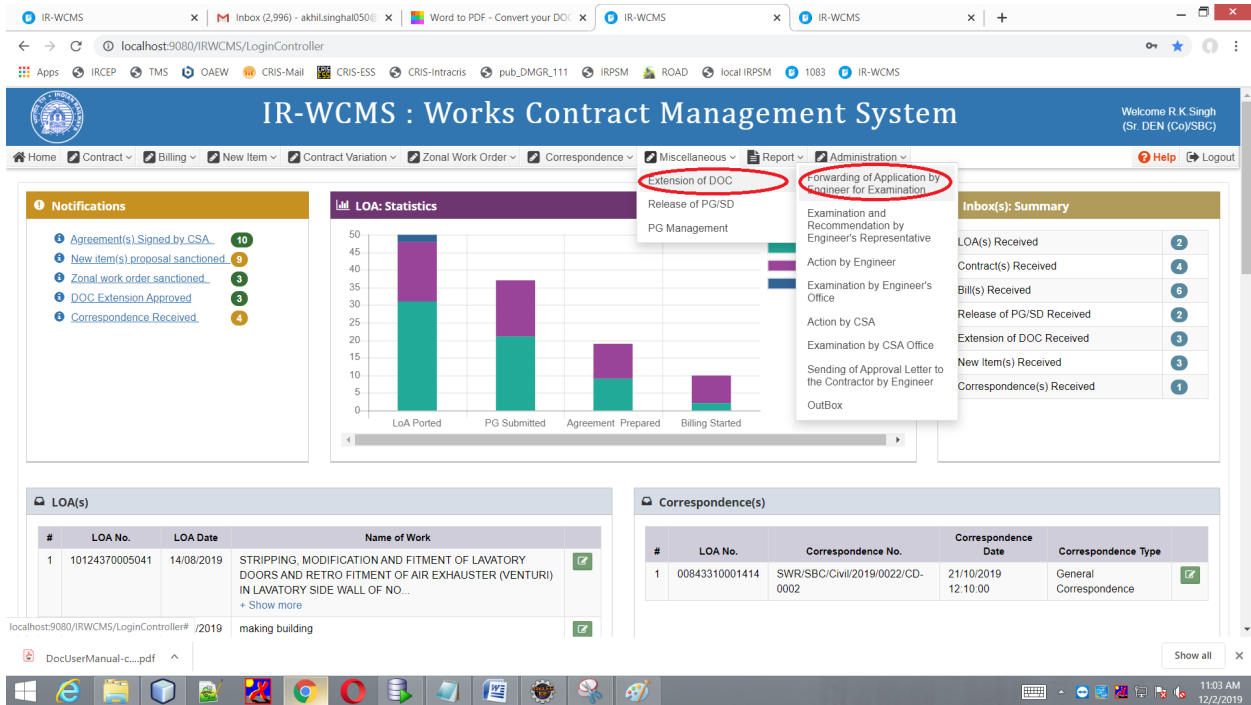 IR-WCMS
Inbox (2,996) - akhil.singhal050@
Word to PDF - Convert your DOC
IR-WCMS
IR-WCMS
localhost:9080/IRWCMS/LoginController
Apps IRCEP TMS OAEW CRIS-Mail CRIS-ESS CRIS-Intracris pub_DMGR_111 IRPSM ROAD local IRPSM 1083 IR-WCMS
IR-WCMS : Works Contract Management System
Welcome R.K.Singh
(Sr. DEN (Co)/SBC)
Home Contract Billing New Item Contract Variation Zonal Work Order Correspondence Miscellaneous Report Administration Help Logout
Extension of DOC
Release of PG/SD
PG Management
Forwarding of Application by
Engineer for Examination
Examination and
Recommendation by
Engineer's Representative
Action by Engineer
Examination by Engineer's
Office
Action by CSA
Examination by CSA Office
Sending of Approval Letter to
the Contractor by Engineer
OutBox
Notifications
Agreement(s) Signed by CSA. 10
New item(s) proposal sanctioned. 9
Zonal work order sanctioned. 3
DOC Extension Approved 3
Correspondence Received 4
LOA: Statistics
50
45
40
35
30
25
20
15
10
5
0
LoA Ported PG Submitted Agreement Prepared Billing Started
Inbox(s): Summary
LOA(s) Received 2
Contract(s) Received 4
Bill(s) Received 6
Release of PG/SD Received 2
Extension of DOC Received 3
New Item(s) Received 3
Correspondence(s) Received 1
LOA(s)
# LOA No. LOA Date Name of Work
1 10124370005041 14/08/2019 STRIPPING, MODIFICATION AND FITMENT OF LAVATORY
DOORS AND RETRO FITMENT OF AIR EXHAUSTER (VENTURI)
IN LAVATORY SIDE WALL OF NO...
+ Show more
/2019 making building
Correspondence(s)
# LOA No. Correspondence No. Correspondence
Date Correspondence Type
1 00843310001414 SWR/SBC/Civil/2019/0022/CD-
0002 21/10/2019
12:10:00 General
Correspondence
localhost:9080/IRWCMS/LoginController#
DocUserManual-c....pdf
Show all
11:03 AM
12/2/2019